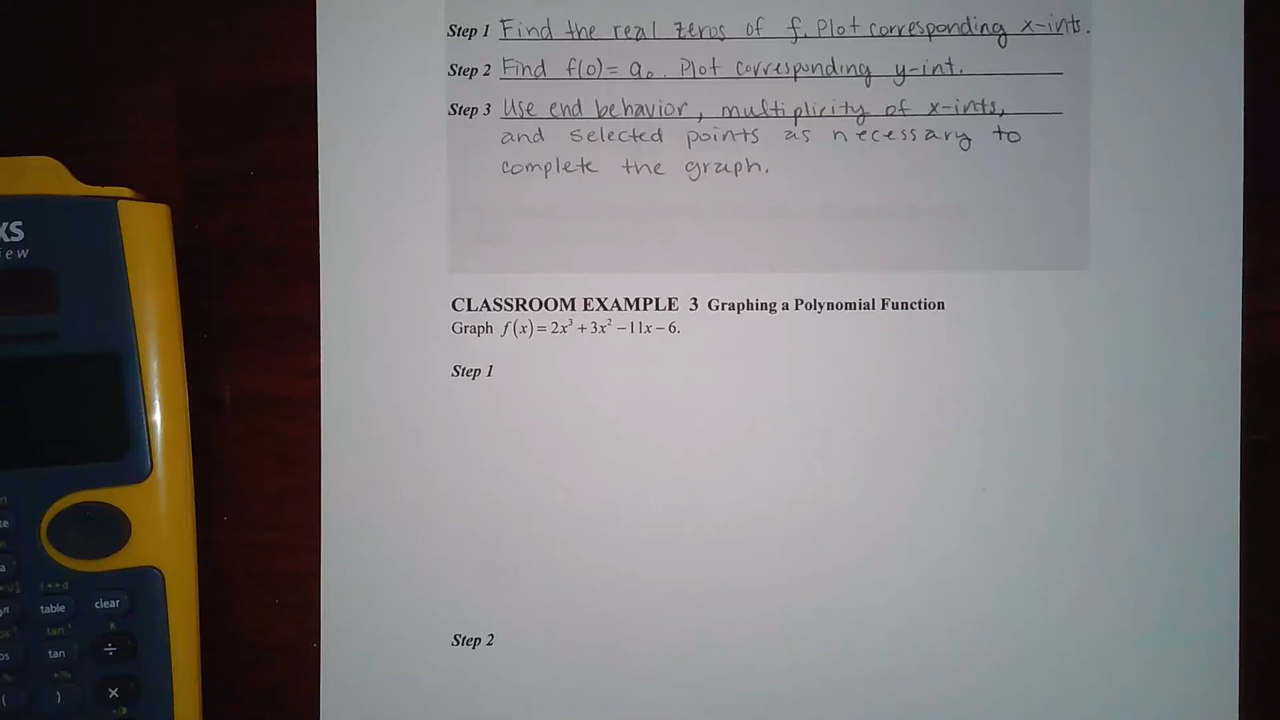 Step 1 Find the real zeros of f. Plot corresponding x-ints.
Step 2 Find f(0) = a₀. Plot corresponding y-int.
Step 3 Use end behavior, multiplicity of x-ints,
and selected points as necessary to
complete the graph.
CLASSROOM EXAMPLE 3 Graphing a Polynomial Function
Graph f(x) = 2x³ + 3x² − 11x − 6.
Step 1
Step 2
table
clear
tan⁻¹
tan
÷
)
×
(